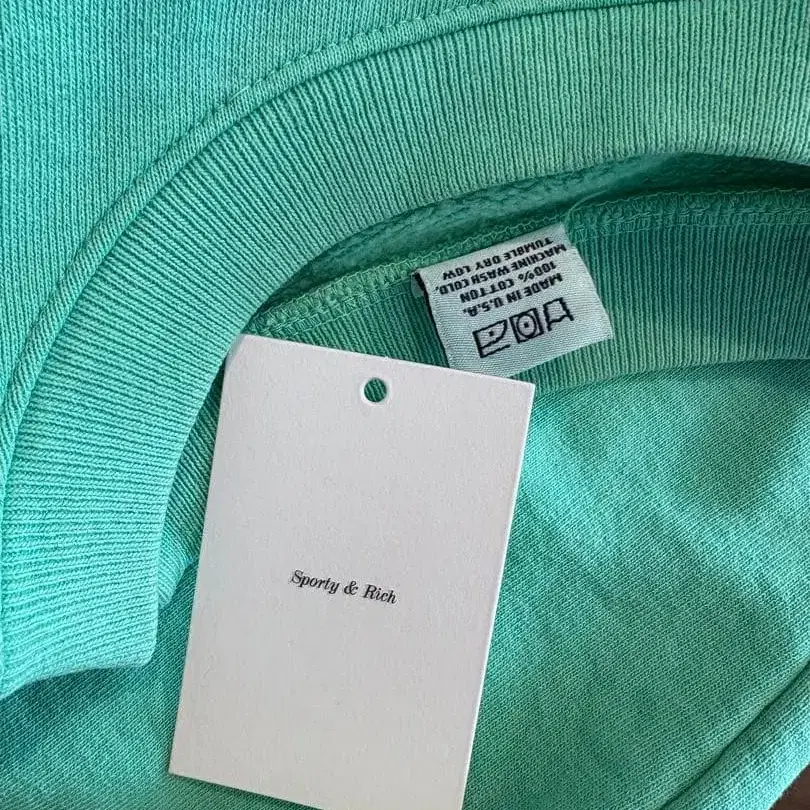 MADE IN U.S.A.
100% COTTON
MACHINE WASH COLD,
TUMBLE DRY LOW
Sporty & Rich